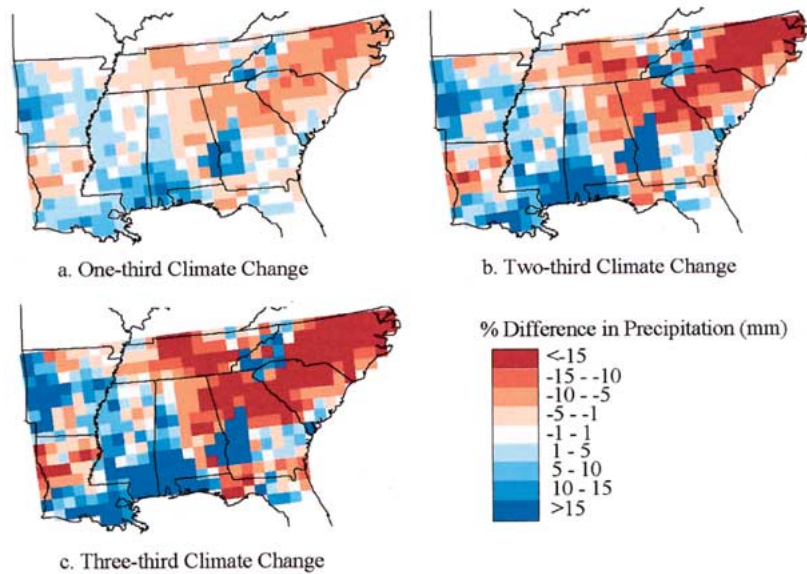 a. One-third Climate Change
b. Two-third Climate Change
c. Three-third Climate Change
% Difference in Precipitation (mm)
<-15
-15 - -10
-10 - -5
-5 - -1
-1 - 1
1 - 5
5 - 10
10 - 15
>15